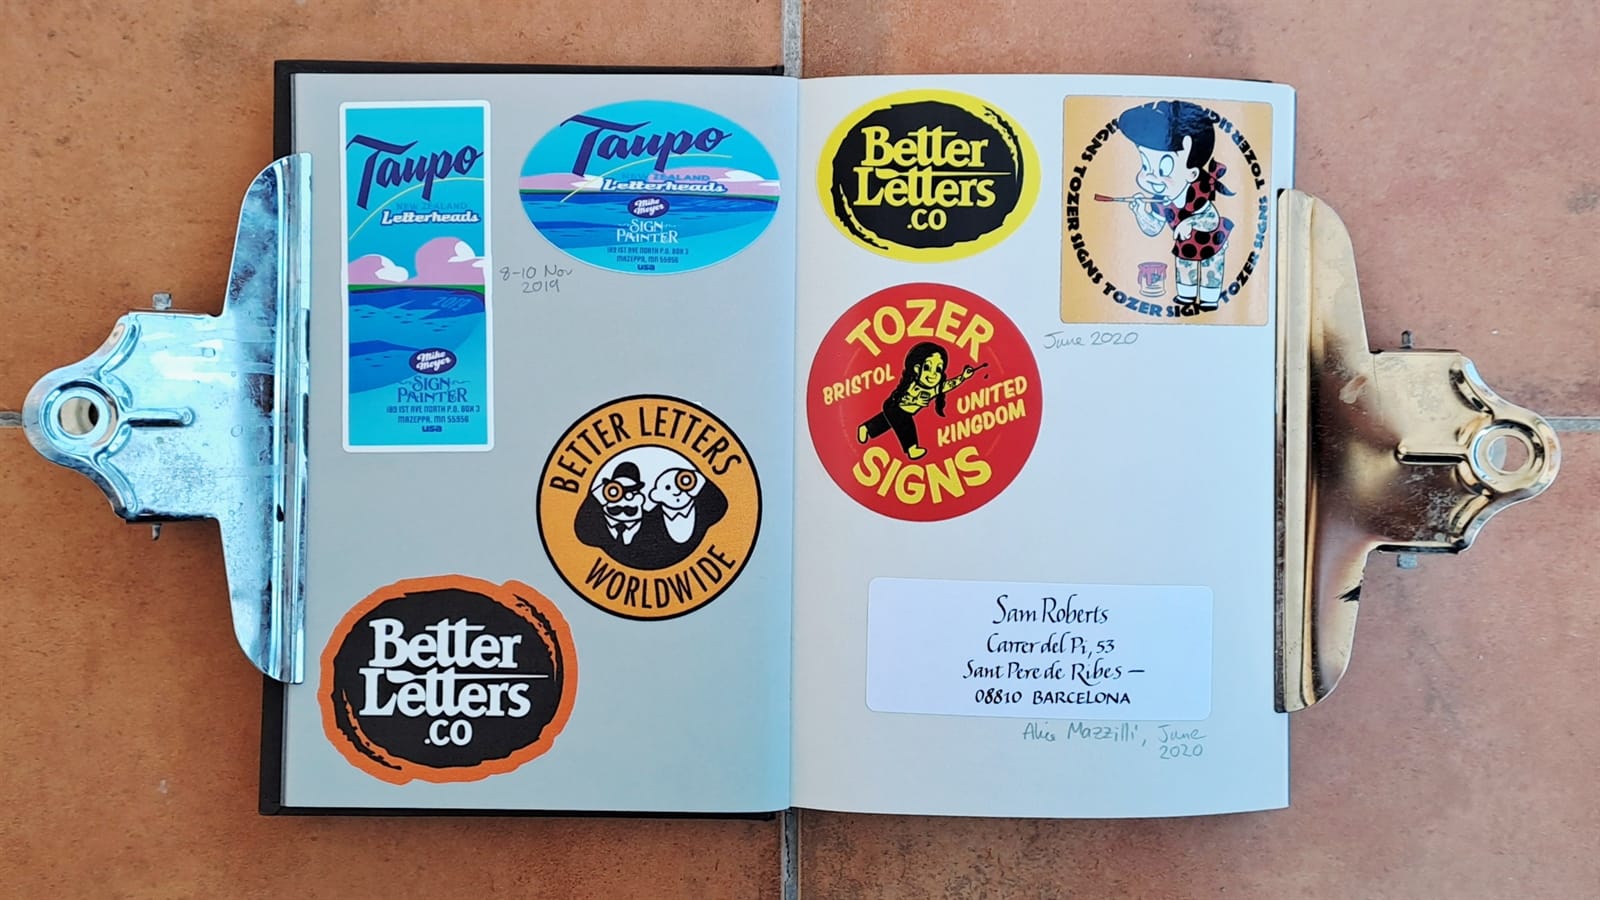 Taupo
NEW ZEALAND
Letterheads
2019
Mike
Meyer
SIGN
PAINTER
189 1ST AVE NORTH P.O. BOX 3
MAZEPPA, MN 55956
USA
Taupo
NEW ZEALAND
Letterheads
Mike
Meyer
SIGN
PAINTER
189 1ST AVE NORTH P.O. BOX 3
MAZEPPA, MN 55956
USA
8-10 Nov
2019
BETTER LETTERS
WORLDWIDE
Better
Letters
.CO
Better
Letters
.CO
TOZER SIGNS TOZER SIGNS TOZER SIGNS TOZER SIGNS
June 2020
TOZER
BRISTOL
UNITED
KINGDOM
SIGNS
Sam Roberts
Carrer del Pi, 53
Sant Pere de Ribes —
08810 BARCELONA
Alice Mazzilli, June
2020